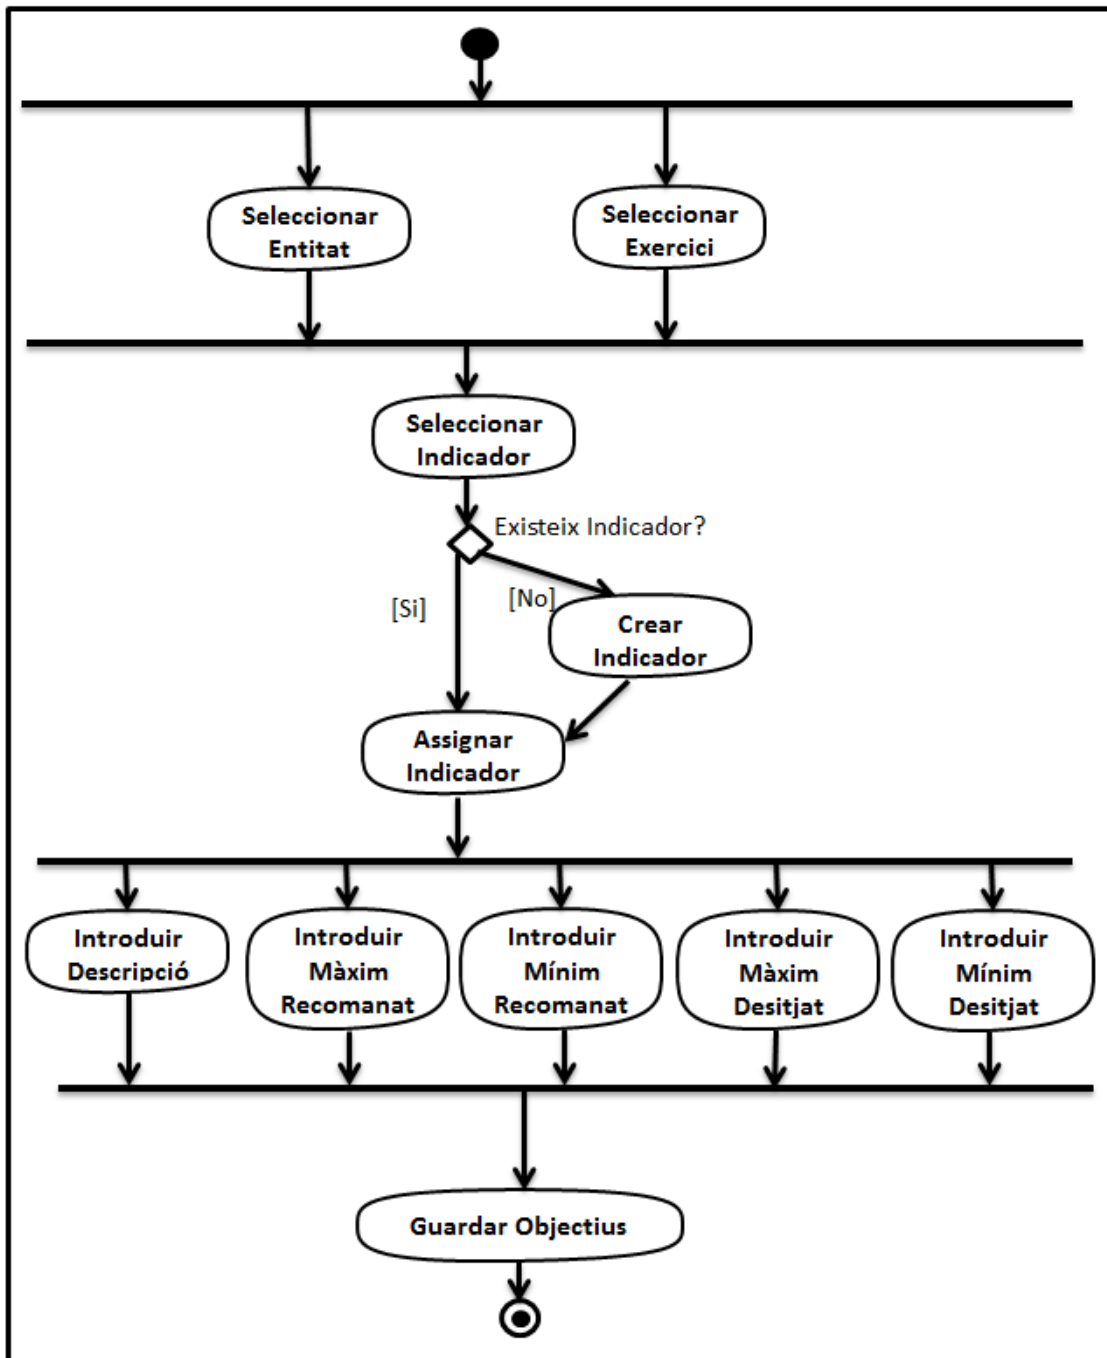 Seleccionar
Entitat
Seleccionar
Exercici
Seleccionar
Indicador
Existeix Indicador?
[Si]
[No]
Crear
Indicador
Assignar
Indicador
Introduir
Descripció
Introduir
Màxim
Recomanat
Introduir
Mínim
Recomanat
Introduir
Màxim
Desitjat
Introduir
Mínim
Desitjat
Guardar Objectius